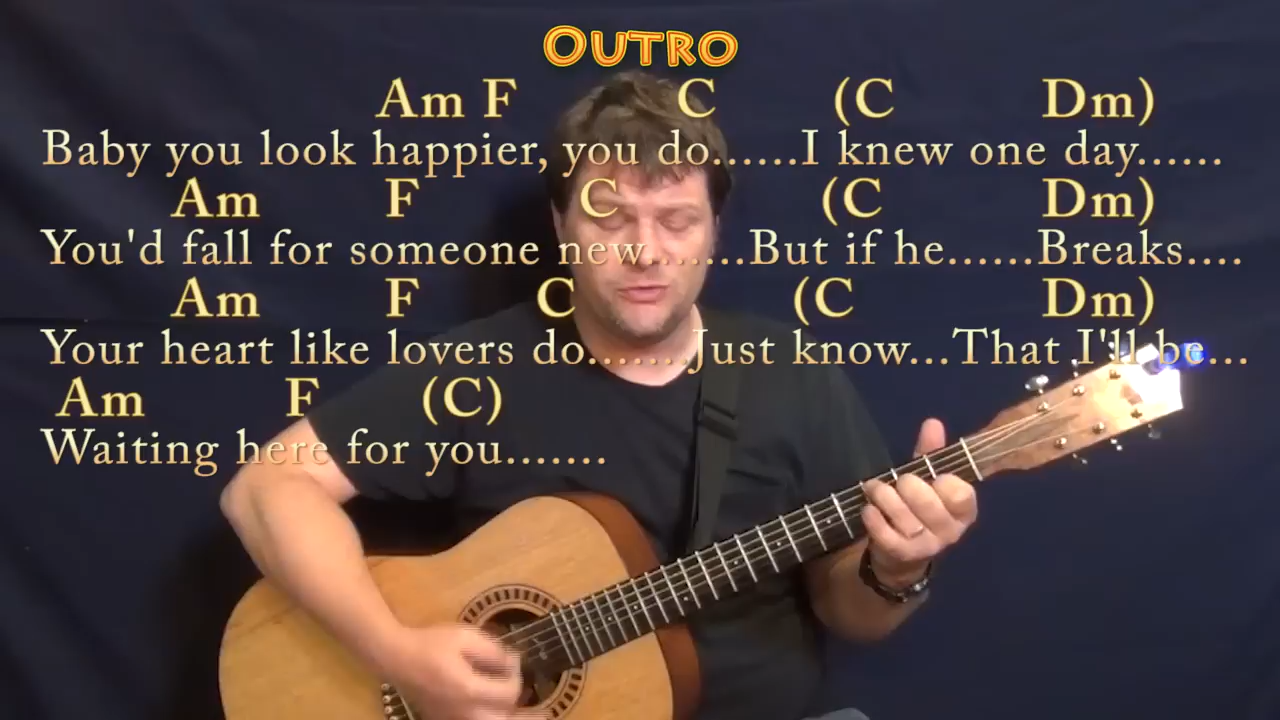 OUTRO
Am F C (C Dm)
Baby you look happier, you do......I knew one day......
Am F C (C Dm)
You'd fall for someone new.......But if he......Breaks....
Am F C (C Dm)
Your heart like lovers do.......Just know...That I'll be...
Am F (C)
Waiting here for you.......